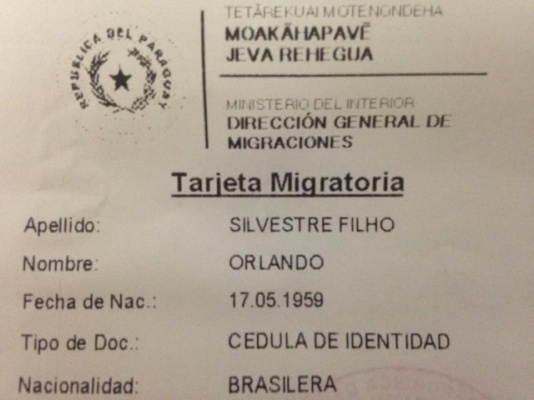 REPUBLICA DEL PARAGUAY
TETÃREKUAI MOTENONDEHA
MOAKÃHAPAVẼ
JEVA REHEGUA
MINISTERIO DEL INTERIOR
DIRECCIÓN GENERAL DE
MIGRACIONES
Tarjeta Migratoria
Apellido: SILVESTRE FILHO
Nombre: ORLANDO
Fecha de Nac.: 17.05.1959
Tipo de Doc.: CEDULA DE IDENTIDAD
Nacionalidad: BRASILERA